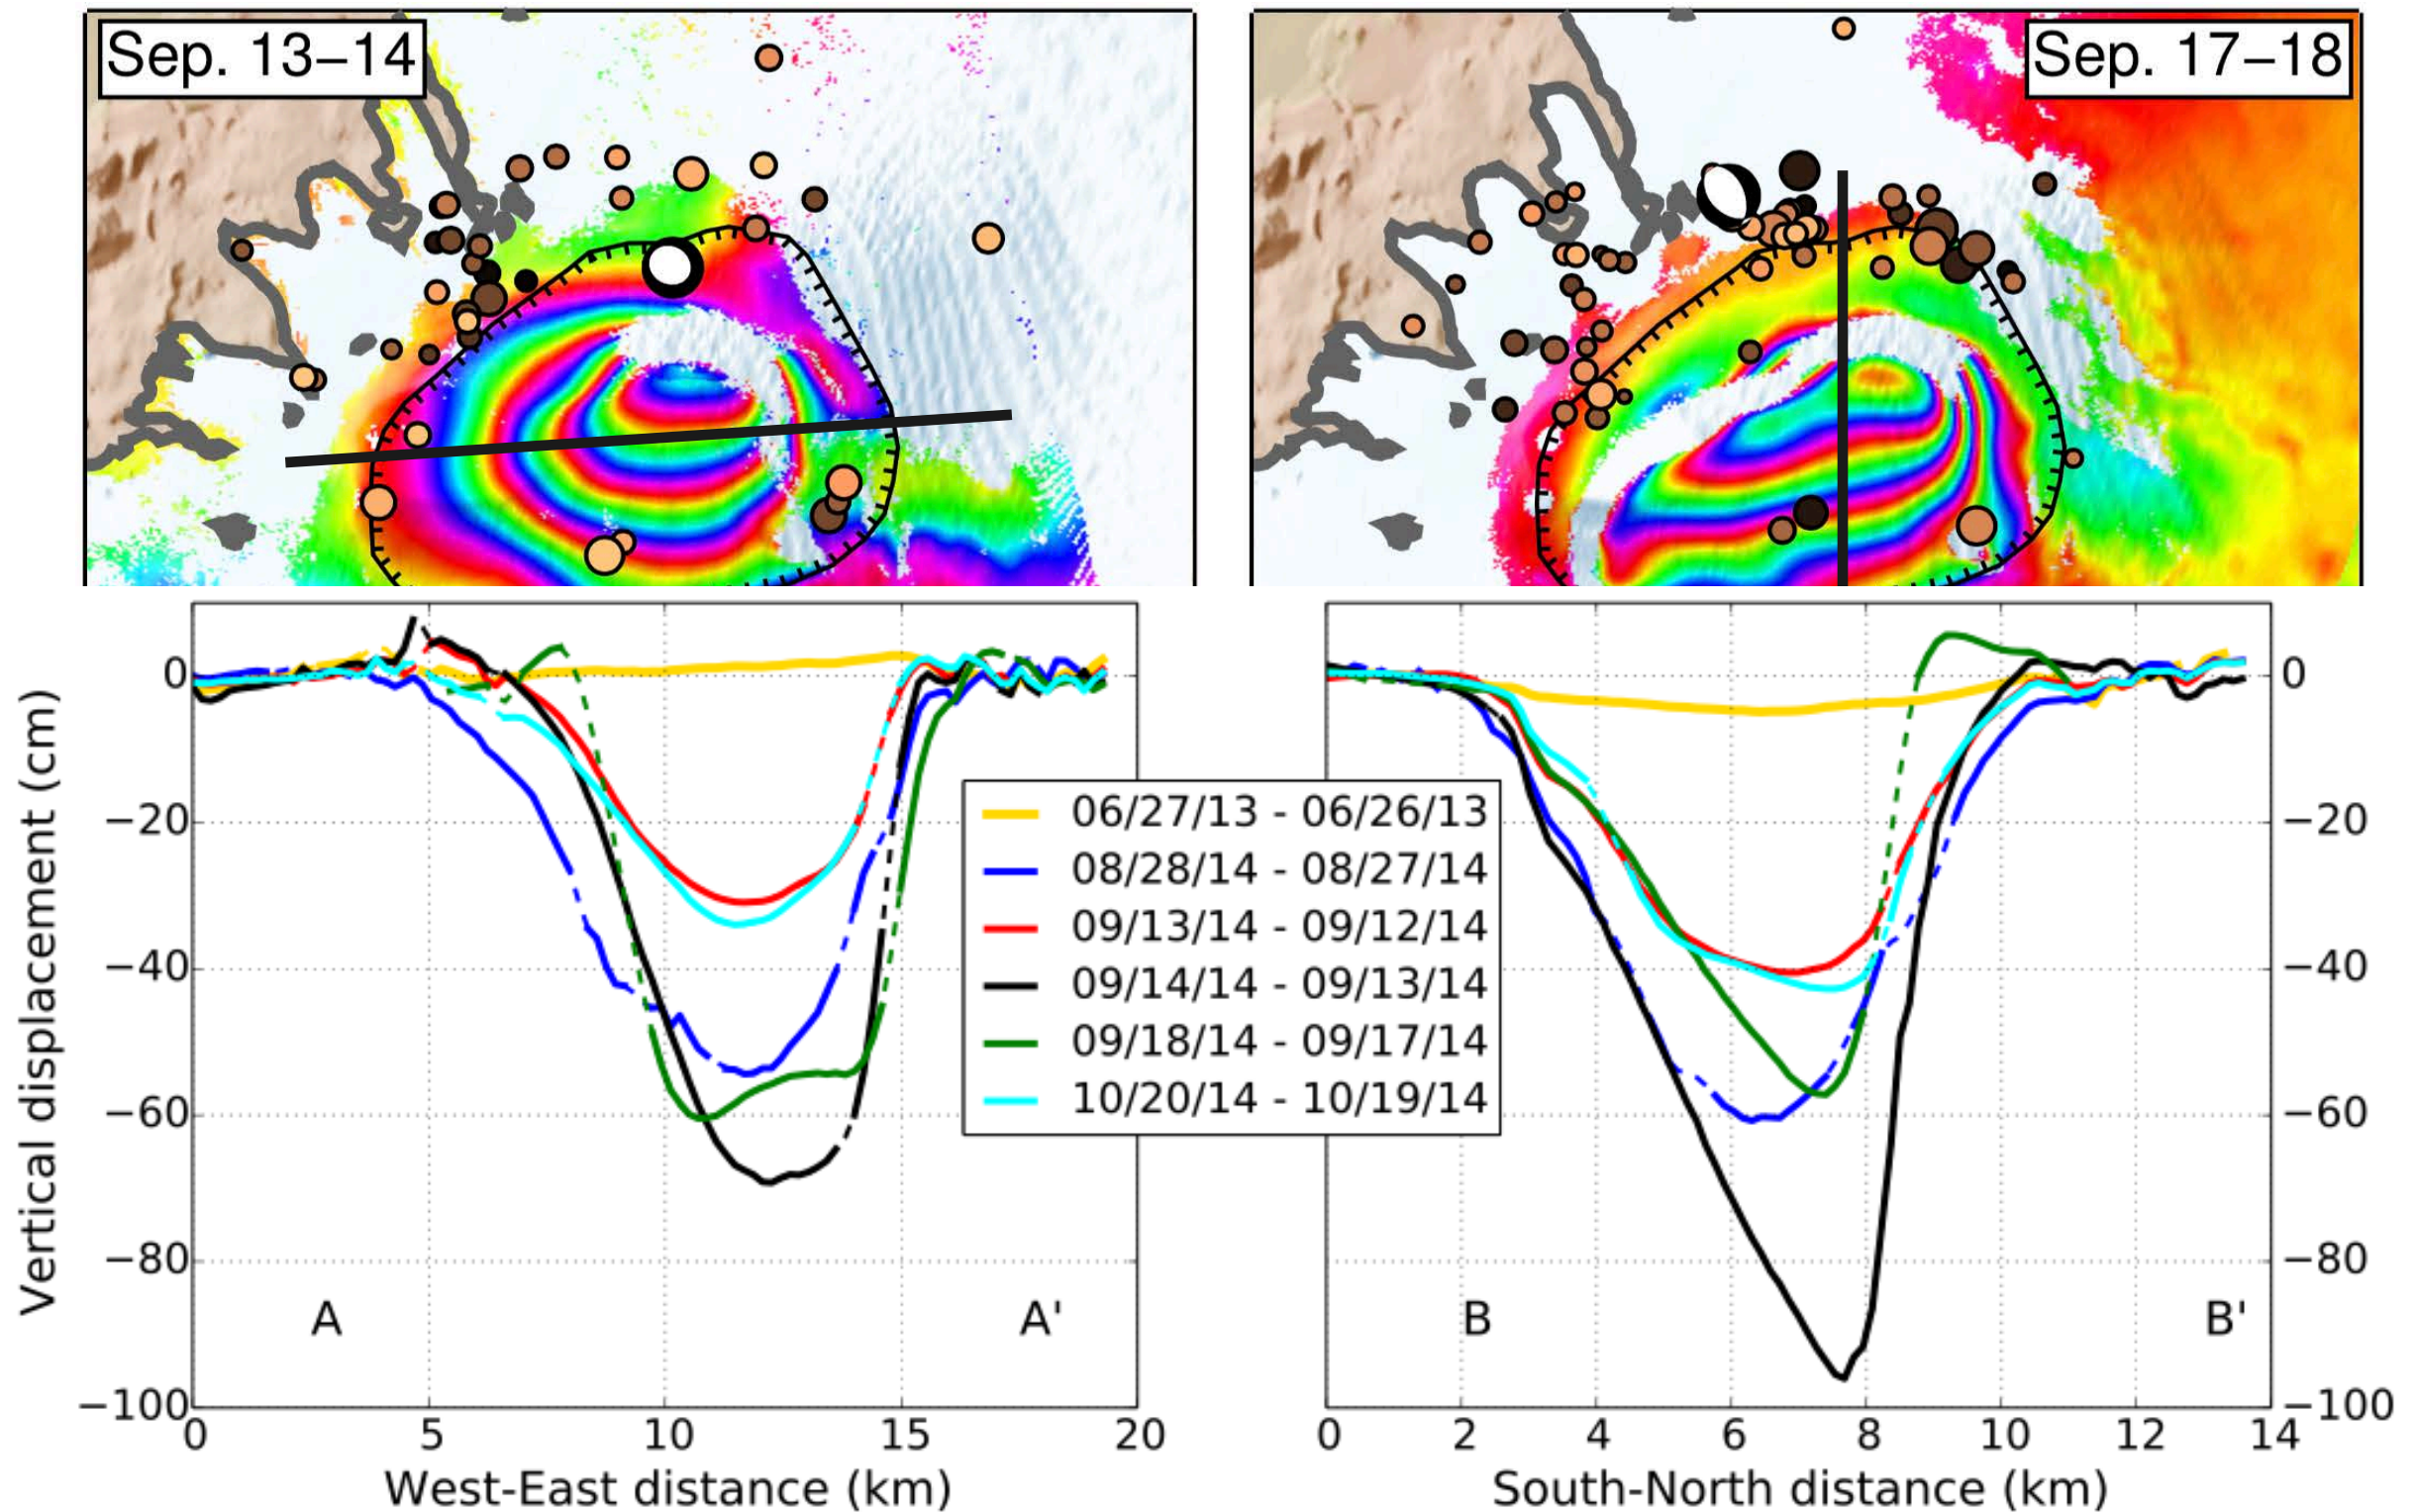 Sep. 13–14
Sep. 17–18
Vertical displacement (cm)
0
−20
−40
−60
−80
−100
0
−20
−40
−60
−80
−100
06/27/13 - 06/26/13
08/28/14 - 08/27/14
09/13/14 - 09/12/14
09/14/14 - 09/13/14
09/18/14 - 09/17/14
10/20/14 - 10/19/14
A
A'
B
B'
0 5 10 15 20
0 2 4 6 8 10 12 14
West-East distance (km)
South-North distance (km)